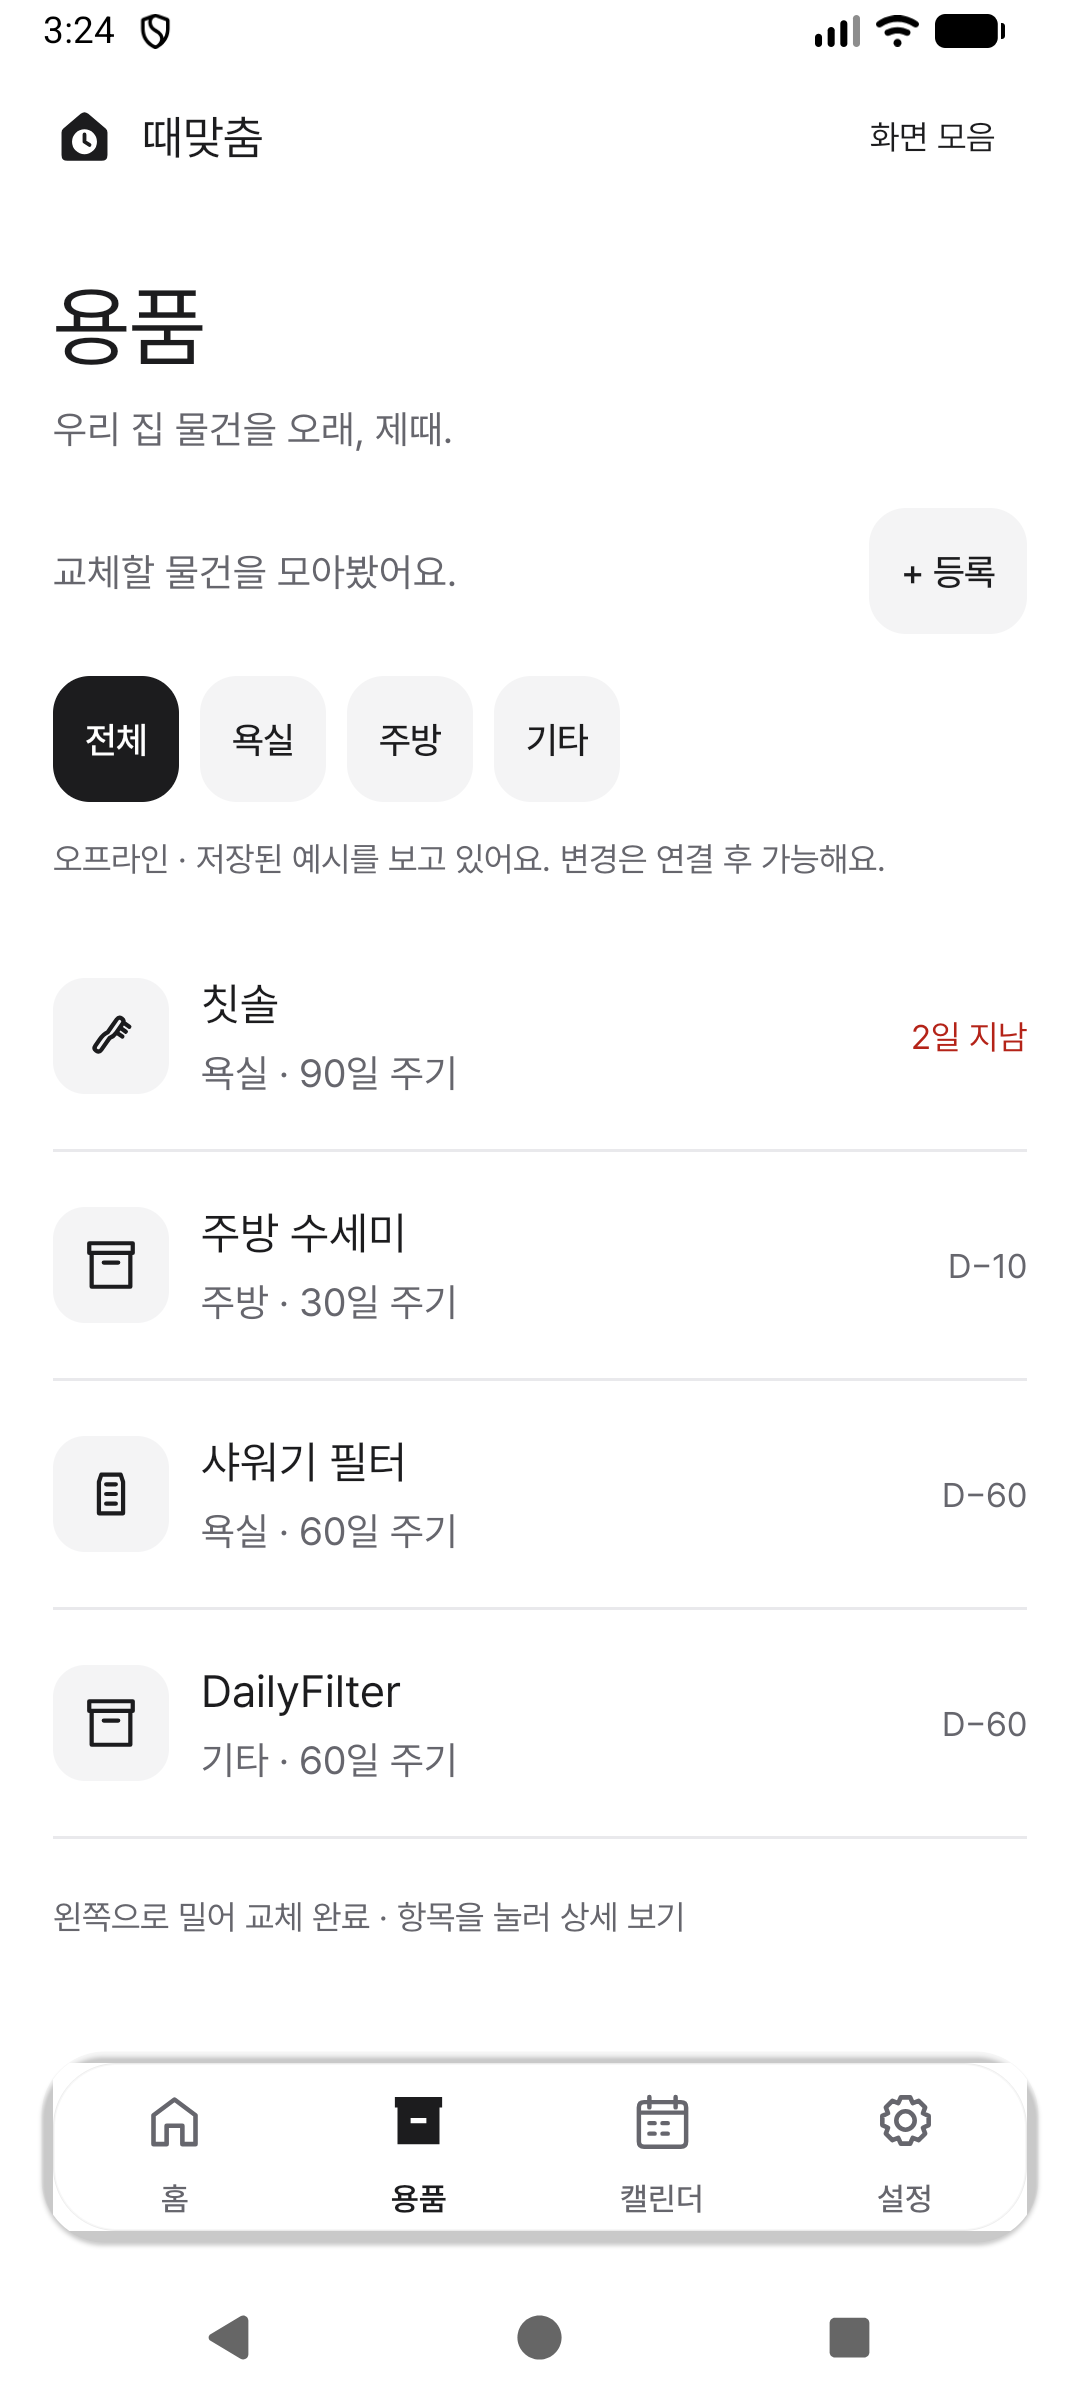 3:24
때맞춤
화면 모음
용품
우리 집 물건을 오래, 제때.
교체할 물건을 모아봤어요.
+ 등록
전체
욕실
주방
기타
오프라인 · 저장된 예시를 보고 있어요. 변경은 연결 후 가능해요.
칫솔
욕실 · 90일 주기
2일 지남
주방 수세미
주방 · 30일 주기
D-10
샤워기 필터
욕실 · 60일 주기
D-60
DailyFilter
기타 · 60일 주기
D-60
왼쪽으로 밀어 교체 완료 · 항목을 눌러 상세 보기
홈
용품
캘린더
설정